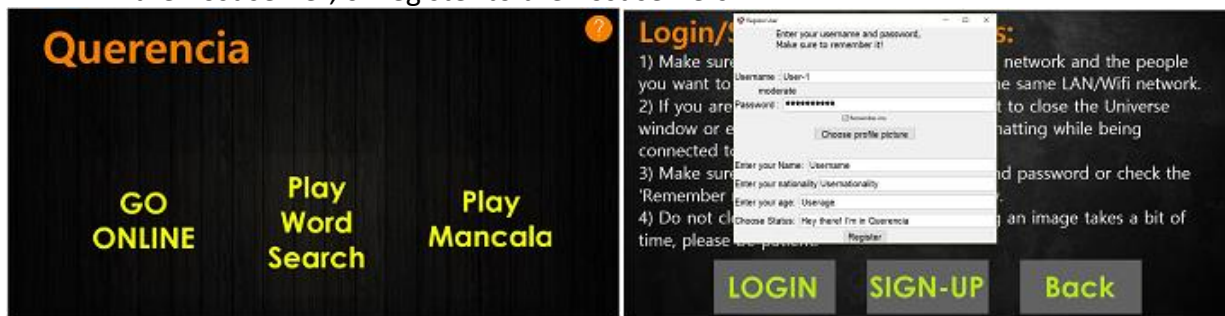 Querencia
?
GO
ONLINE
Play
Word
Search
Play
Mancala
Login/
s:
1) Make sure
network and the people
you want to
same LAN/Wifi network.
2) If you are
to close the Universe
window or
hatting while being
connected to
3) Make sure
password or check the
'Remember
4) Do not
an image takes a bit of
time, please
Register User
Enter your username and password,
Make sure to remember it!
Username : User-1
moderate
Password : **********
Remember me
Choose profile picture
Enter your Name: Username
Enter your nationality Usernationality
Enter your age: Userage
Choose Status: Hey there! I'm in Querencia
Register
LOGIN
SIGN-UP
Back